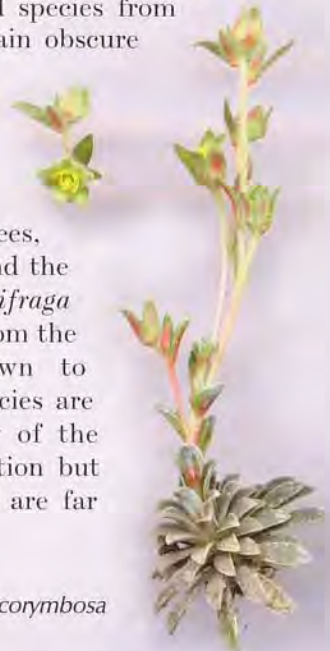 l species from
ain obscure
ees,
nd the
ifraga
om the
wn to
cies are
of the
tion but
are far
corymbosa